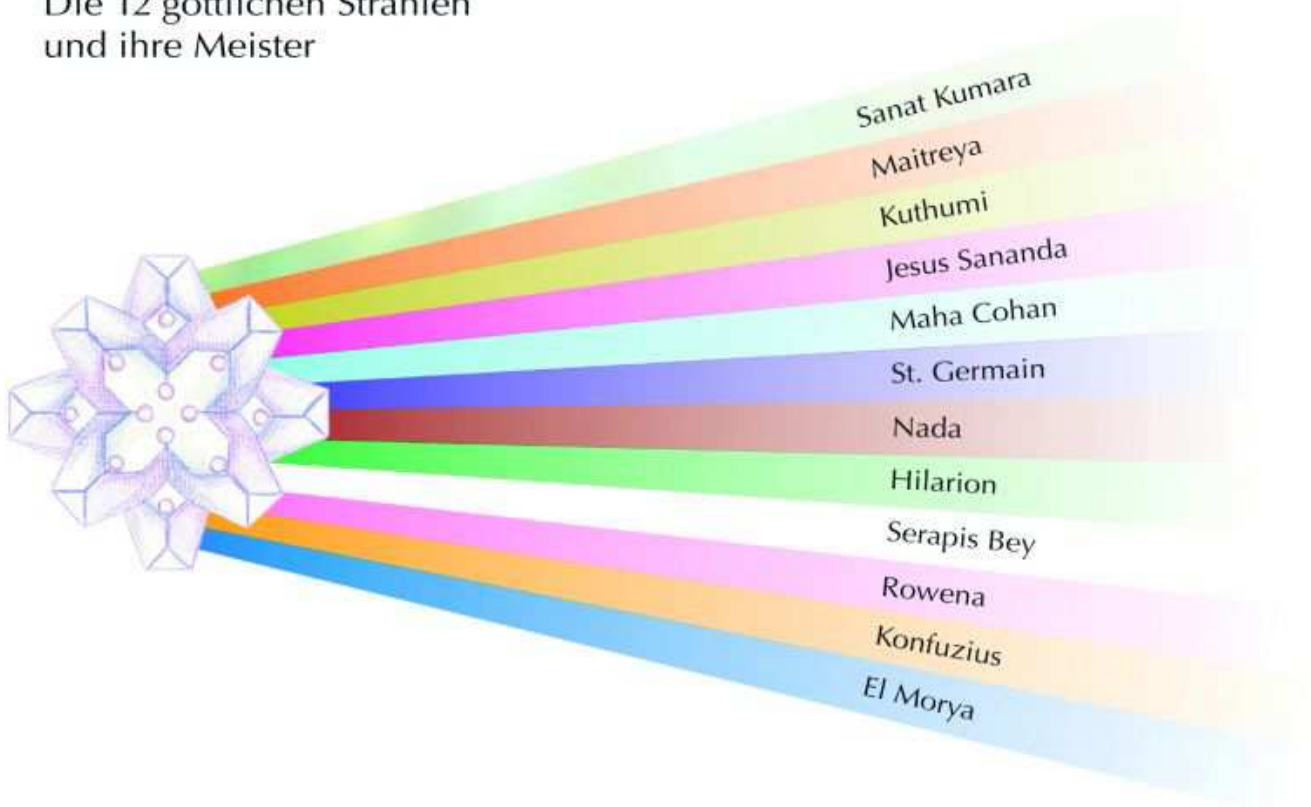 Die 12 göttlichen Strahlen
und ihre Meister
Sanat Kumara
Maitreya
Kuthumi
Jesus Sananda
Maha Cohan
St. Germain
Nada
Hilarion
Serapis Bey
Rowena
Konfuzius
El Morya